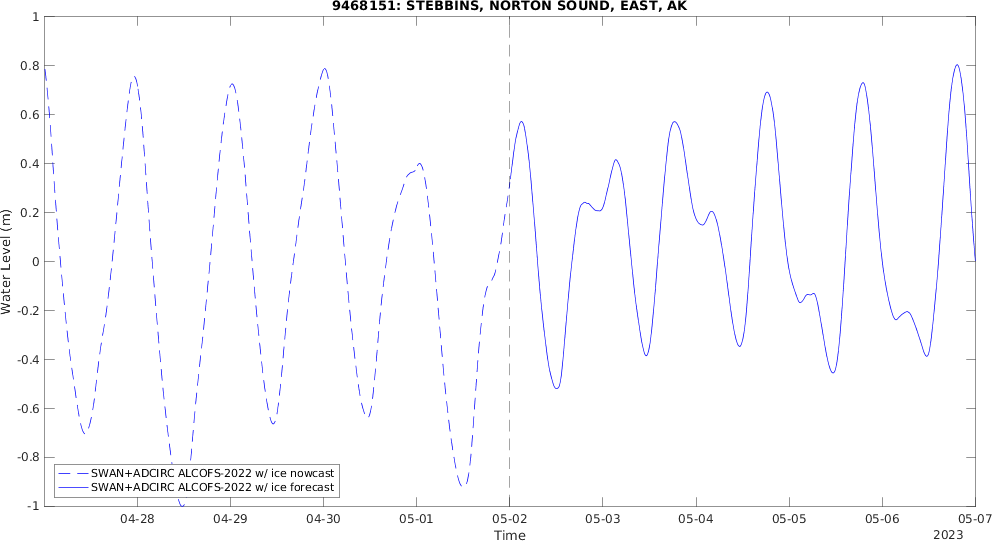 9468151: STEBBINS, NORTON SOUND, EAST, AK
1
0.8
0.6
0.4
0.2
0
-0.2
-0.4
-0.6
-0.8
-1
Water Level (m)
SWAN+ADCIRC ALCOFS-2022 w/ ice nowcast
SWAN+ADCIRC ALCOFS-2022 w/ ice forecast
04-28 04-29 04-30 05-01 05-02 05-03 05-04 05-05 05-06 05-07
Time
2023